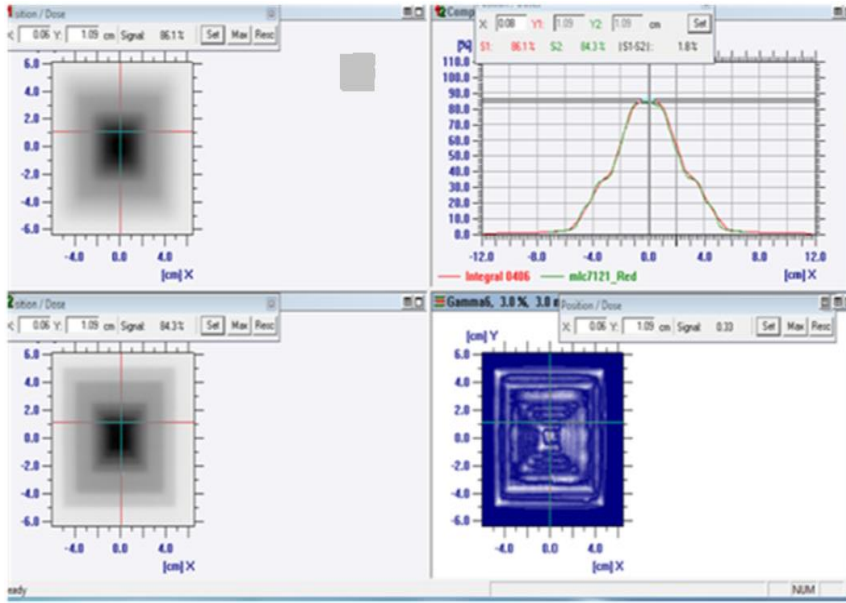 sition / Dose
X: 0.06 Y: 1.09 cm Signal: 86.1% Set Max Resc
6.0
4.0
2.0
0.0
-2.0
-4.0
-6.0
-4.0 0.0 4.0
[cm] X
Comp
X: 0.08 Y1: 1.09 Y2: 1.09 cm Set
S1: 86.1% S2: 84.3% (S1-S2): 1.8%
[%]
110.0
90.0
80.0
70.0
60.0
50.0
40.0
30.0
20.0
10.0
0.0
-12.0 -8.0 -4.0 0.0 4.0 8.0 12.0
[cm] X
Integral 0406 mlc7121_Red
sition / Dose
X: 0.06 Y: 1.09 cm Signal: 84.3% Set Max Resc
6.0
4.0
2.0
0.0
-2.0
-4.0
-6.0
-4.0 0.0 4.0
[cm] X
Gamma6, 3.0 %, 3.0 m
Position / Dose
X: 0.06 Y: 1.09 cm Signal: 0.33 Set Max Resc
[cm] Y
6.0
4.0
2.0
0.0
-2.0
-4.0
-6.0
-4.0 0.0 4.0
[cm] X
eady
NUM